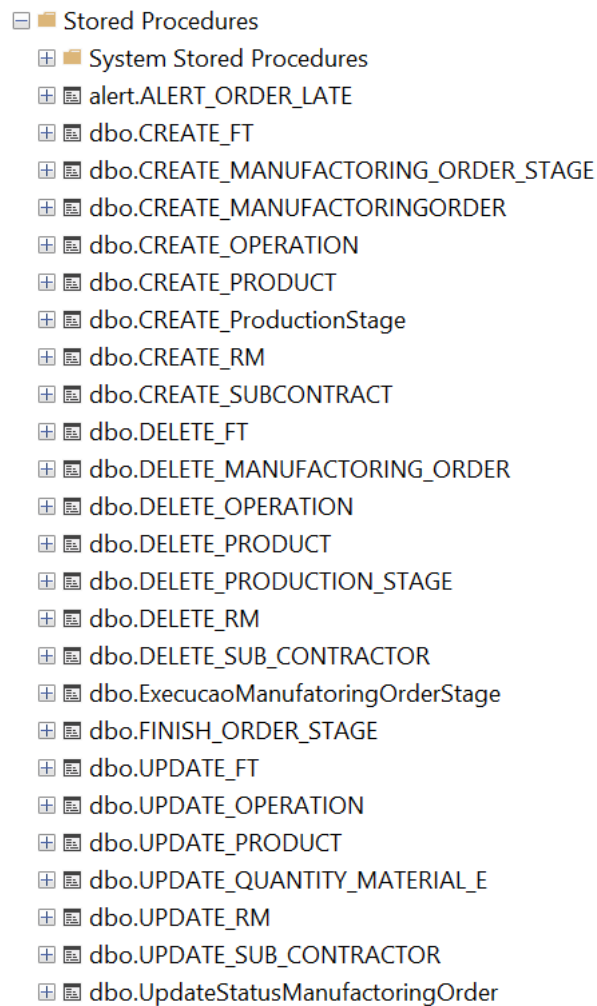 Stored Procedures
System Stored Procedures
alert.ALERT_ORDER_LATE
dbo.CREATE_FT
dbo.CREATE_MANUFACTORING_ORDER_STAGE
dbo.CREATE_MANUFACTORINGORDER
dbo.CREATE_OPERATION
dbo.CREATE_PRODUCT
dbo.CREATE_ProductionStage
dbo.CREATE_RM
dbo.CREATE_SUBCONTRACT
dbo.DELETE_FT
dbo.DELETE_MANUFACTORING_ORDER
dbo.DELETE_OPERATION
dbo.DELETE_PRODUCT
dbo.DELETE_PRODUCTION_STAGE
dbo.DELETE_RM
dbo.DELETE_SUB_CONTRACTOR
dbo.ExecucaoManufatoringOrderStage
dbo.FINISH_ORDER_STAGE
dbo.UPDATE_FT
dbo.UPDATE_OPERATION
dbo.UPDATE_PRODUCT
dbo.UPDATE_QUANTITY_MATERIAL_E
dbo.UPDATE_RM
dbo.UPDATE_SUB_CONTRACTOR
dbo.UpdateStatusManufactoringOrder